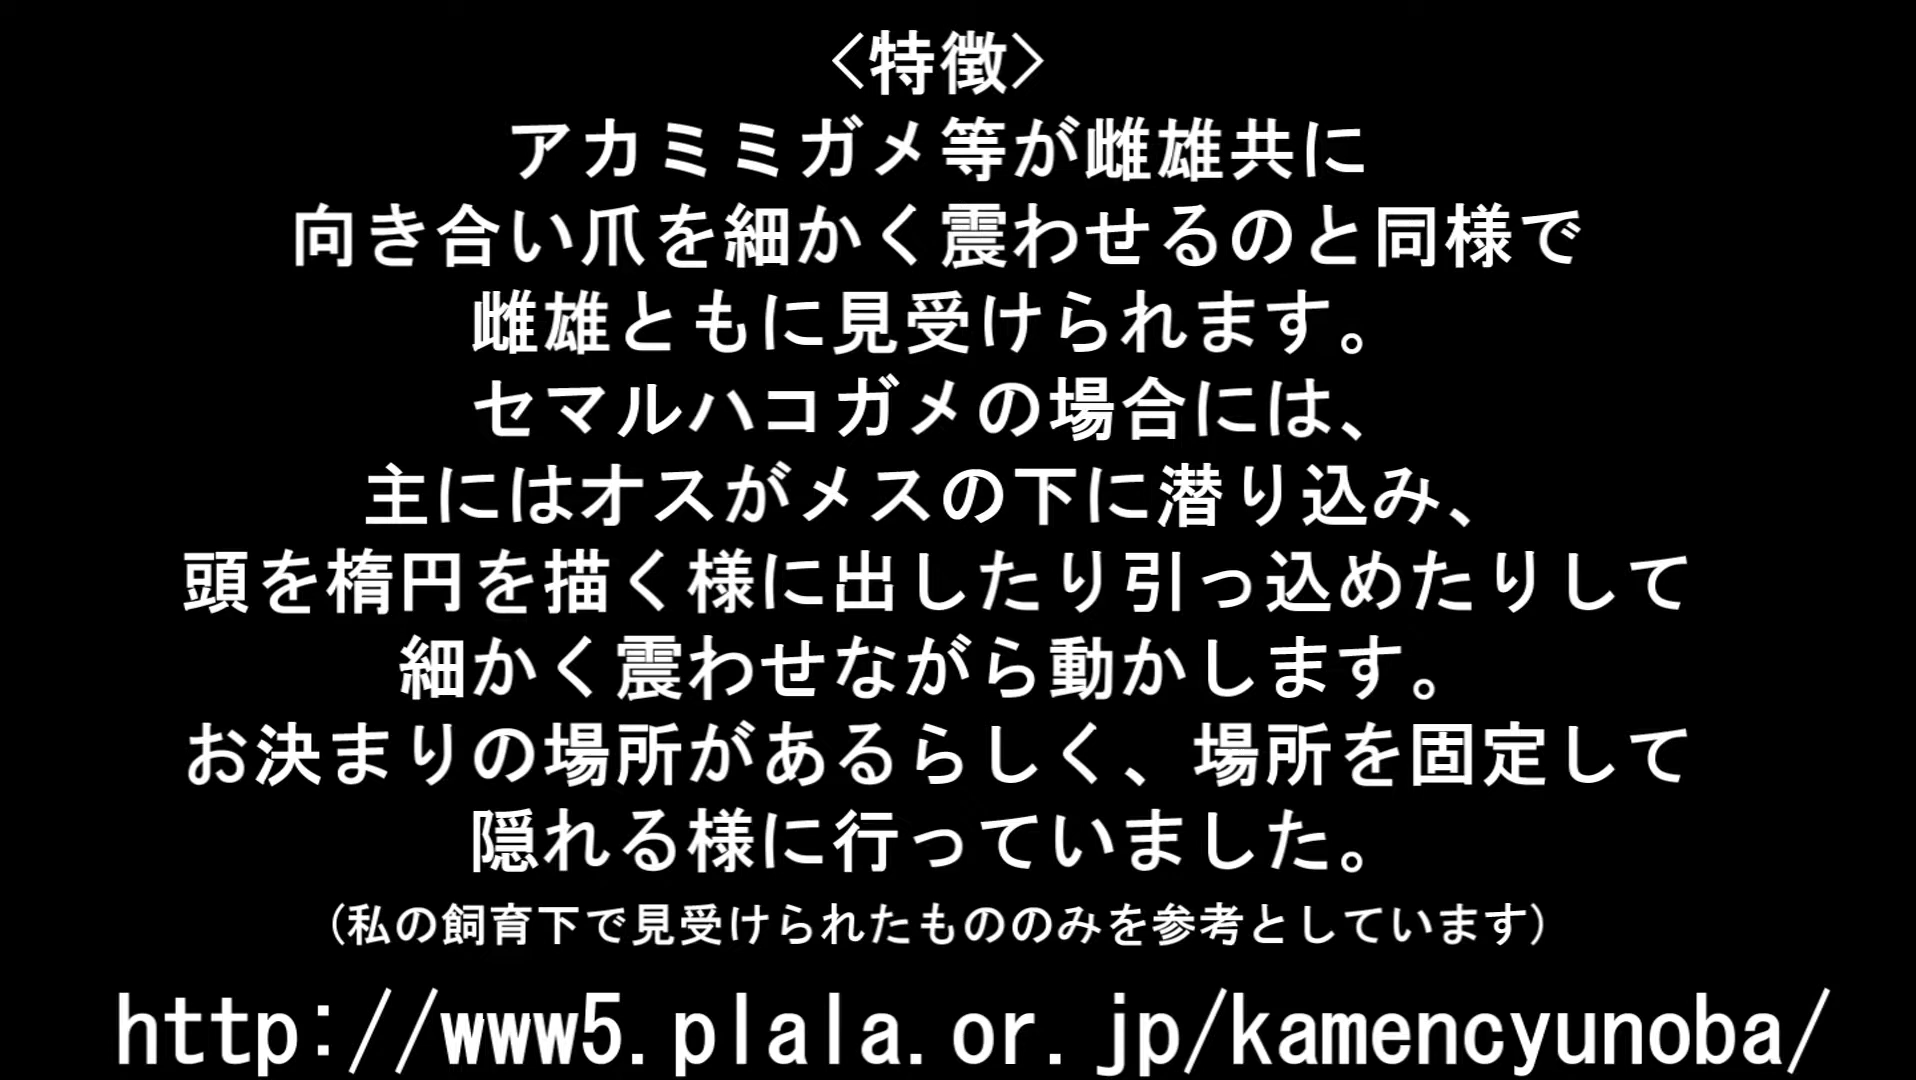 <特徴>
アカミミガメ等が雌雄共に
向き合い爪を細かく震わせるのと同様で
雌雄ともに見受けられます。
セマルハコガメの場合には、
主にはオスがメスの下に潜り込み、
頭を楕円を描く様に出したり引っ込めたりして
細かく震わせながら動かします。
お決まりの場所があるらしく、場所を固定して
隠れる様に行っていました。
(私の飼育下で見受けられたもののみを参考としています)
http://www5.plala.or.jp/kamencyunoba/